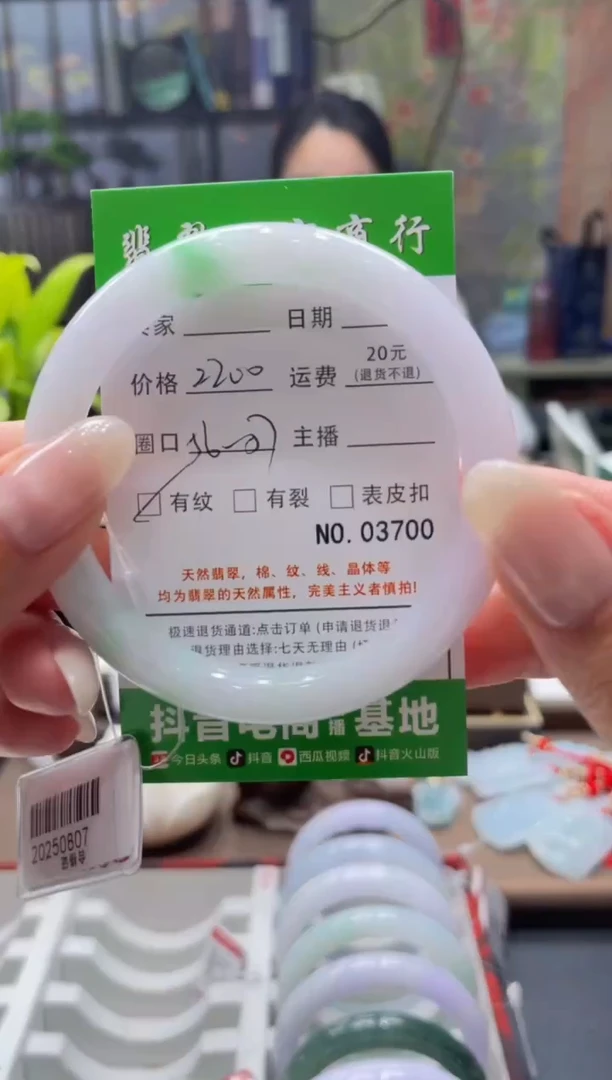 翡 商行
家 日期
价格 2200 运费 20元 (退货不退)
圈口 主播
有纹 有裂 表皮扣
NO.03700
天然翡翠，棉、纹、线、晶体等
均为翡翠的天然属性，完美主义者慎拍！
极速退货通道:点击订单(申请退货退
退货理由选择:七天无理由(
抖音电商直播基地
今日头条 抖音 西瓜视频 抖音火山版
20250807
合格证